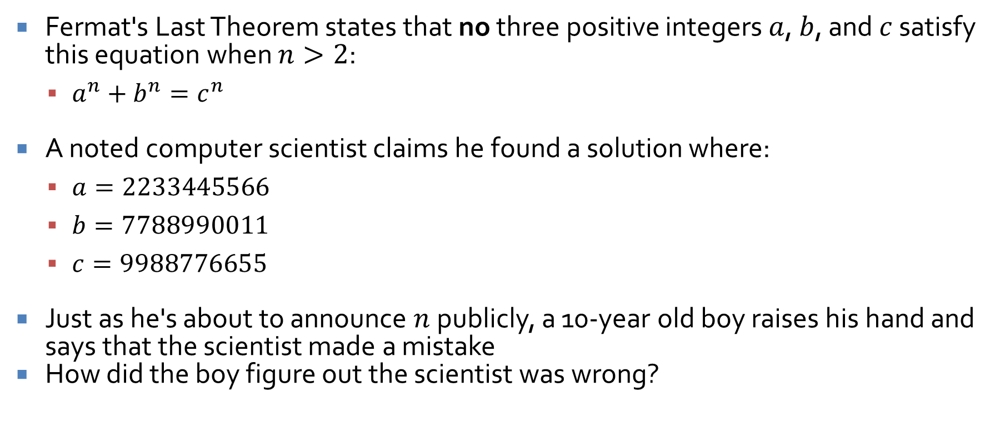 Fermat's Last Theorem states that no three positive integers a, b, and c satisfy
this equation when n > 2:
aⁿ + bⁿ = cⁿ
A noted computer scientist claims he found a solution where:
a = 2233445566
b = 7788990011
c = 9988776655
Just as he's about to announce n publicly, a 10-year old boy raises his hand and
says that the scientist made a mistake
How did the boy figure out the scientist was wrong?